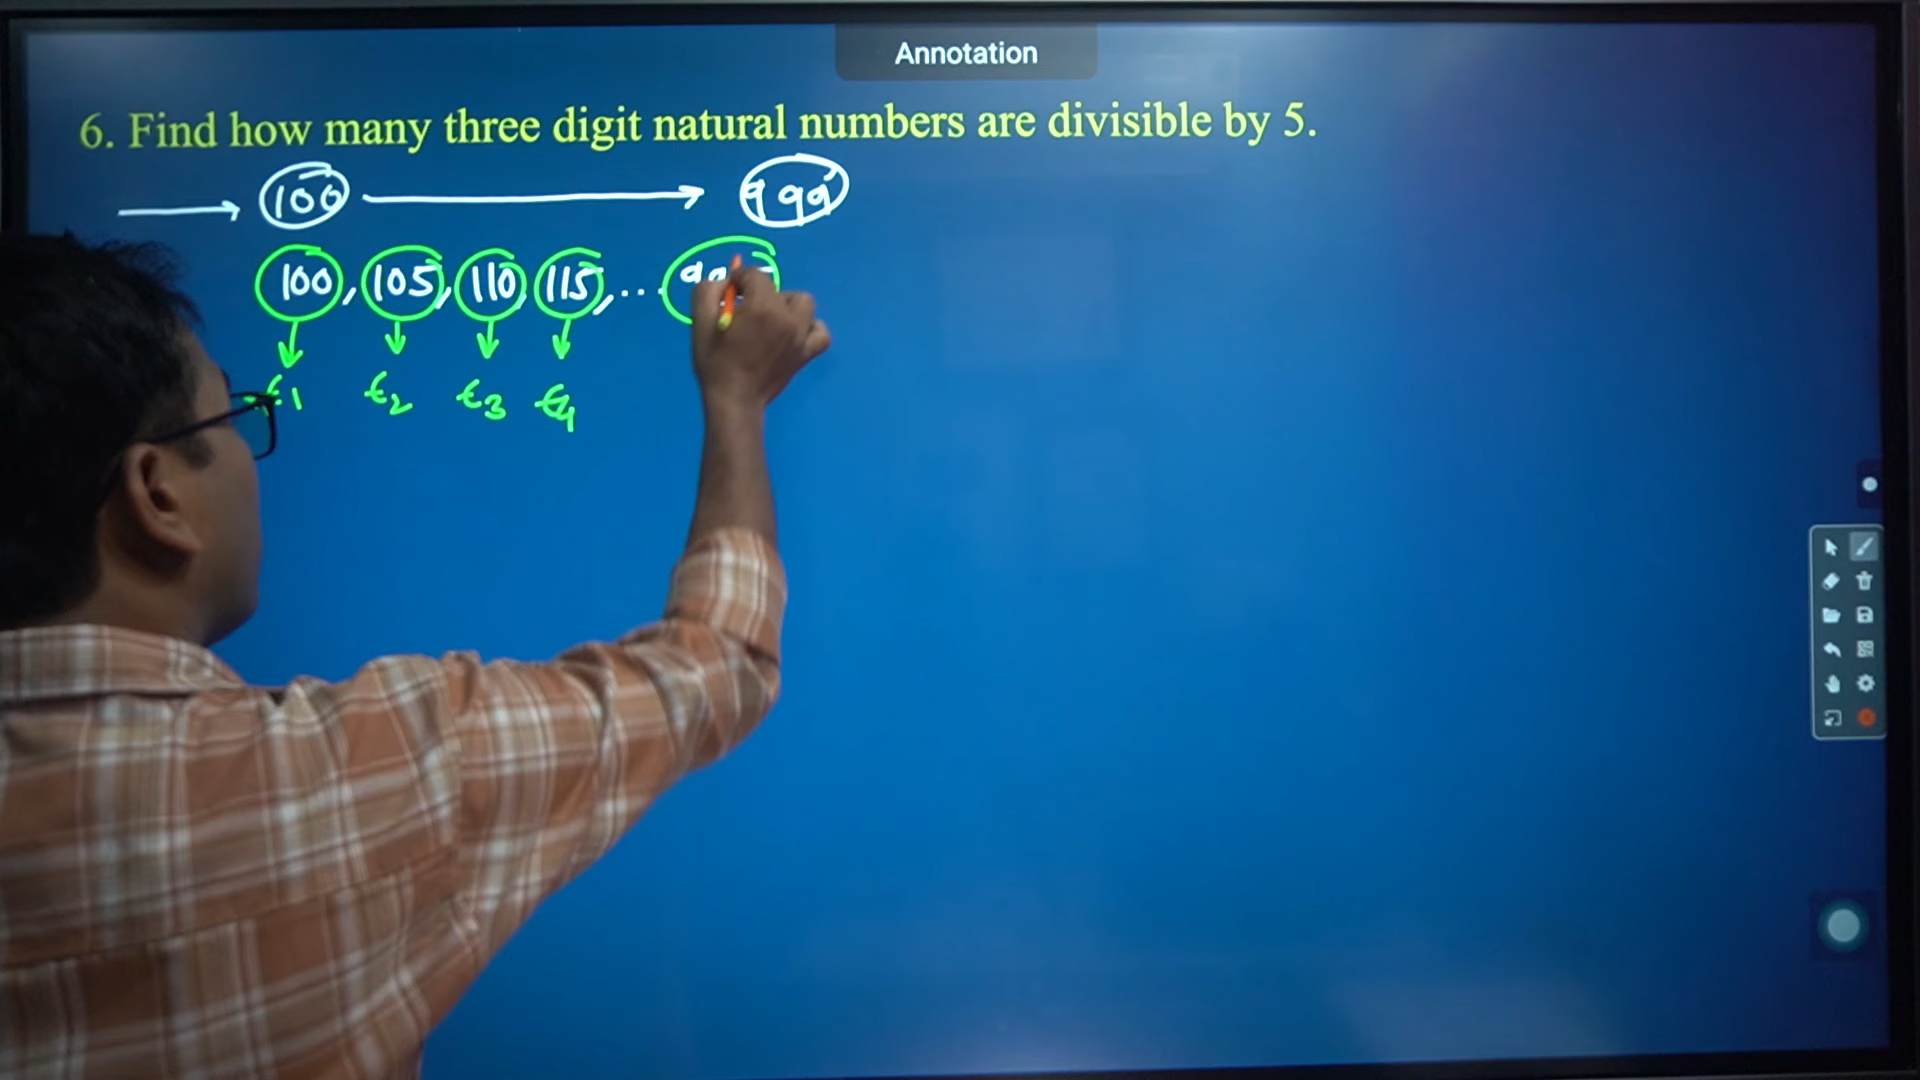 Annotation
6. Find how many three digit natural numbers are divisible by 5.
→ 100 → 999
100, 105, 110, 115, ...
t1 t2 t3 t4